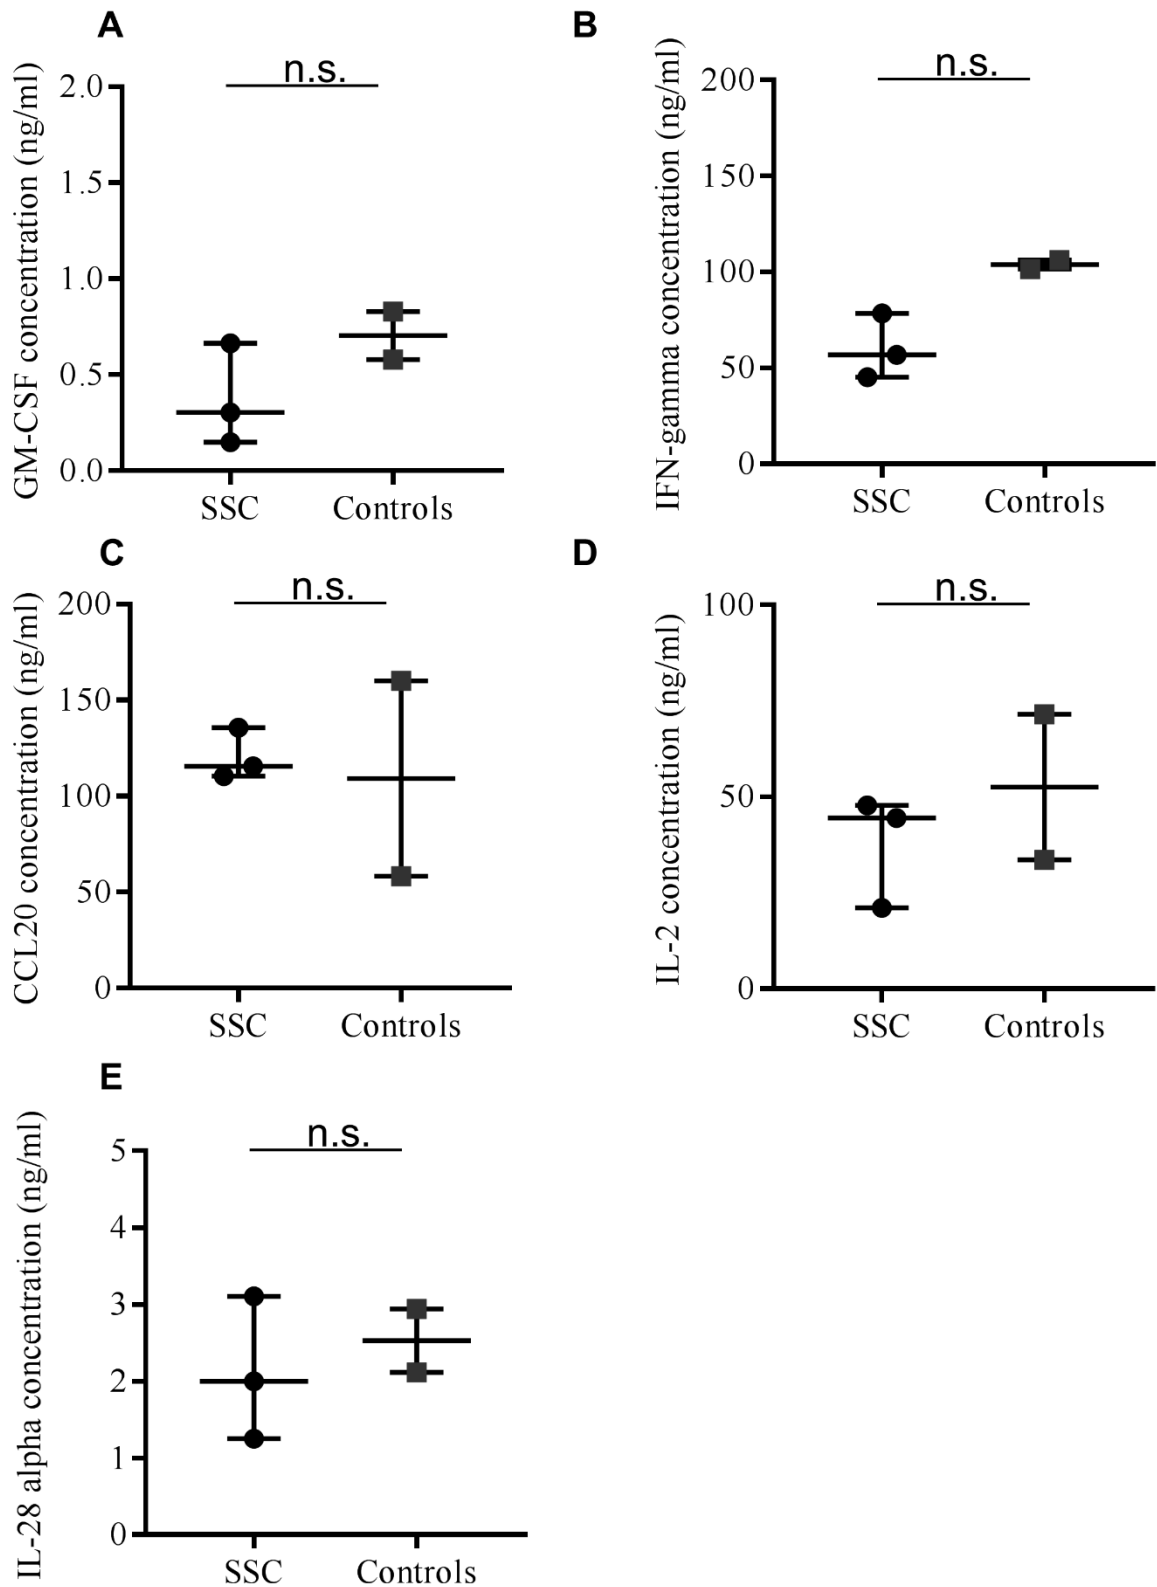 A
GM-CSF concentration (ng/ml)
n.s.
2.0
1.5
1.0
0.5
0.0
SSC
Controls
B
IFN-gamma concentration (ng/ml)
n.s.
200
150
100
50
0
SSC
Controls
C
CCL20 concentration (ng/ml)
n.s.
200
150
100
50
0
SSC
Controls
D
IL-2 concentration (ng/ml)
n.s.
100
50
0
SSC
Controls
E
IL-28 alpha concentration (ng/ml)
n.s.
5
4
3
2
1
0
SSC
Controls